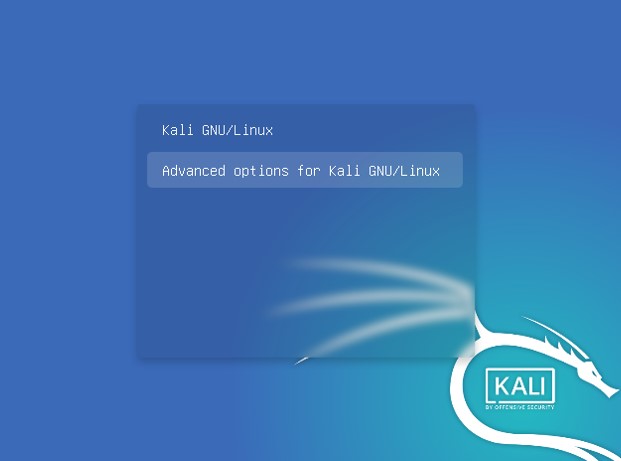 Kali GNU/Linux
Advanced options for Kali GNU/Linux
KALI
BY OFFENSIVE SECURITY